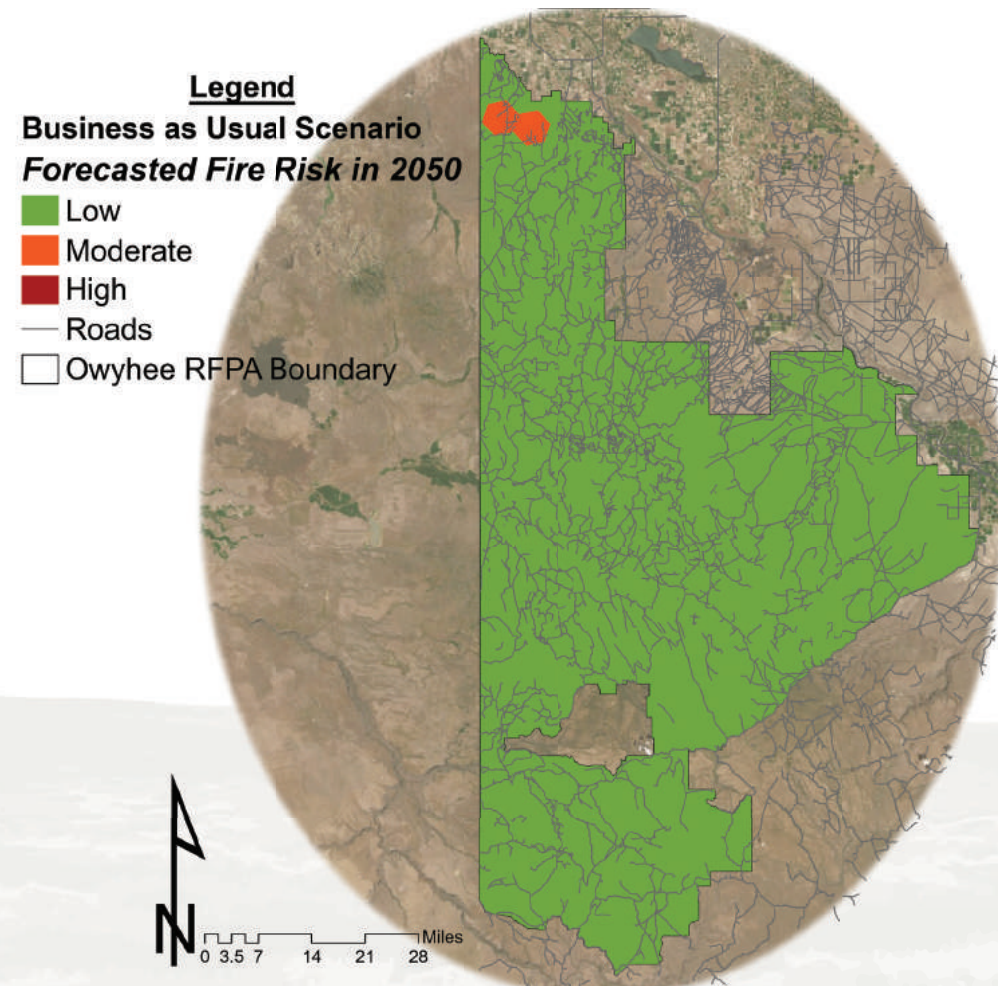 Legend
Business as Usual Scenario
Forecasted Fire Risk in 2050
Low
Moderate
High
Roads
Owyhee RFPA Boundary
N
Miles
0 3.5 7 14 21 28